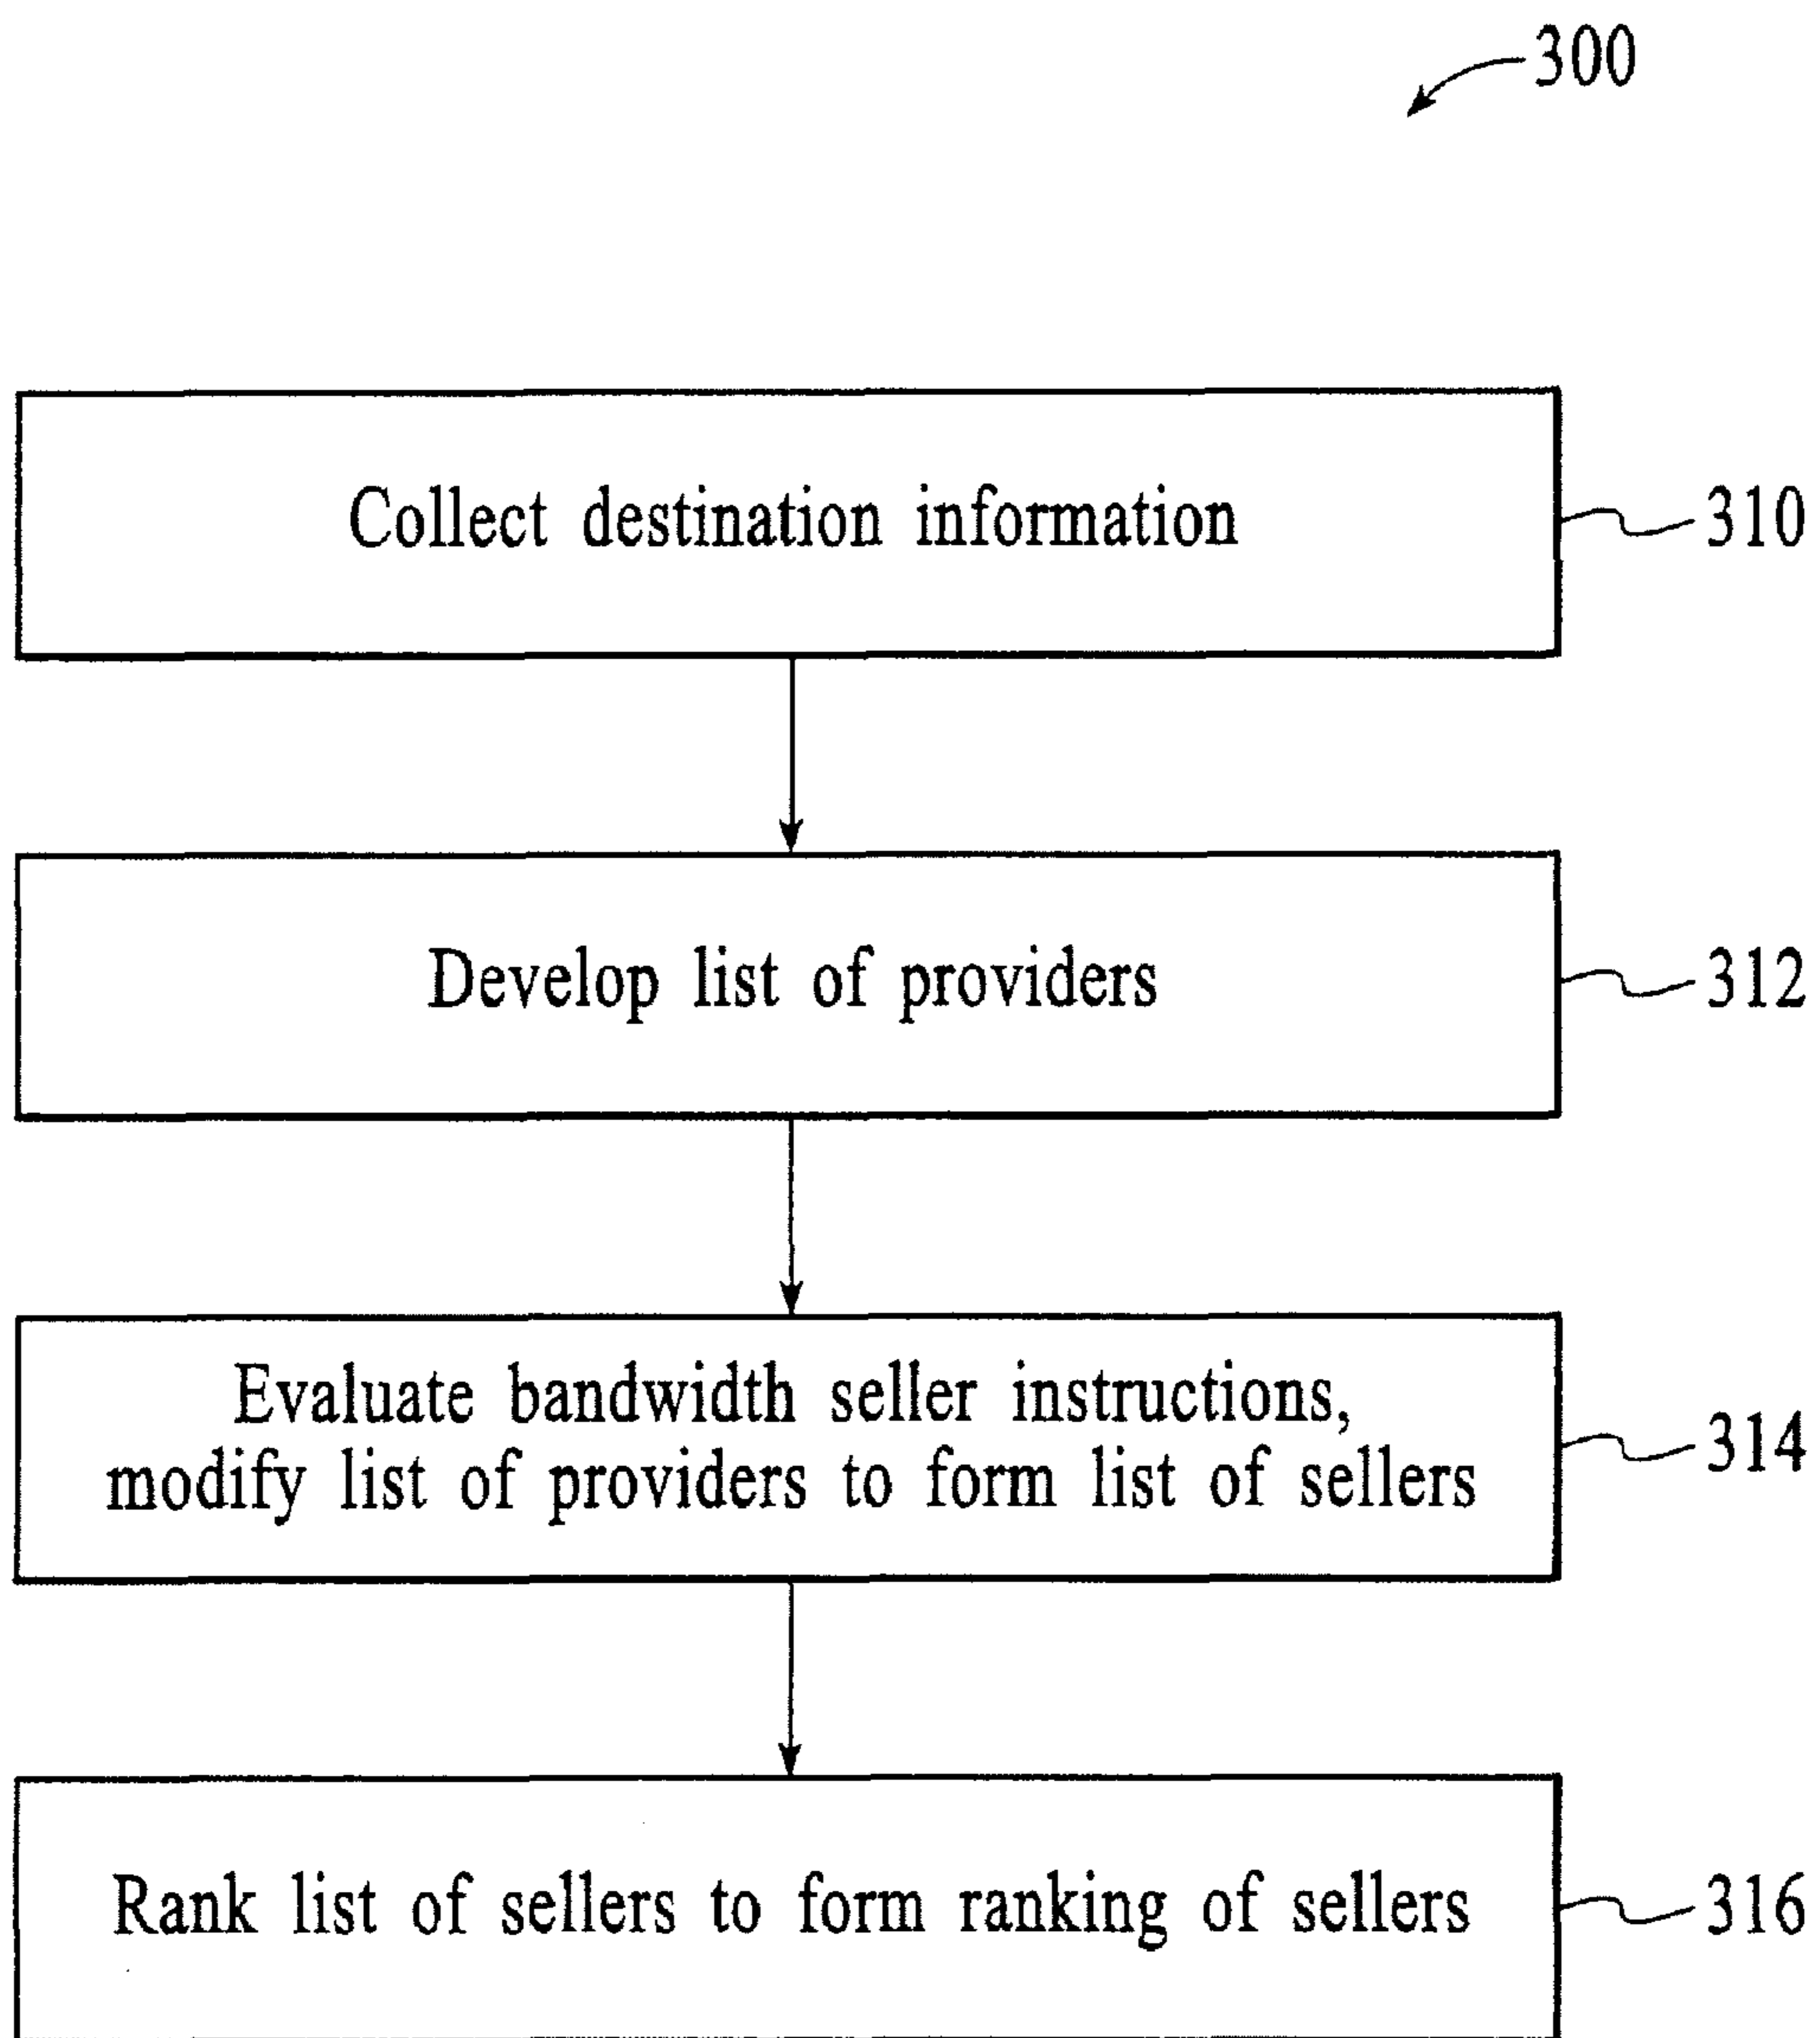 300
Collect destination information
310
Develop list of providers
312
Evaluate bandwidth seller instructions,
modify list of providers to form list of sellers
314
Rank list of sellers to form ranking of sellers
316